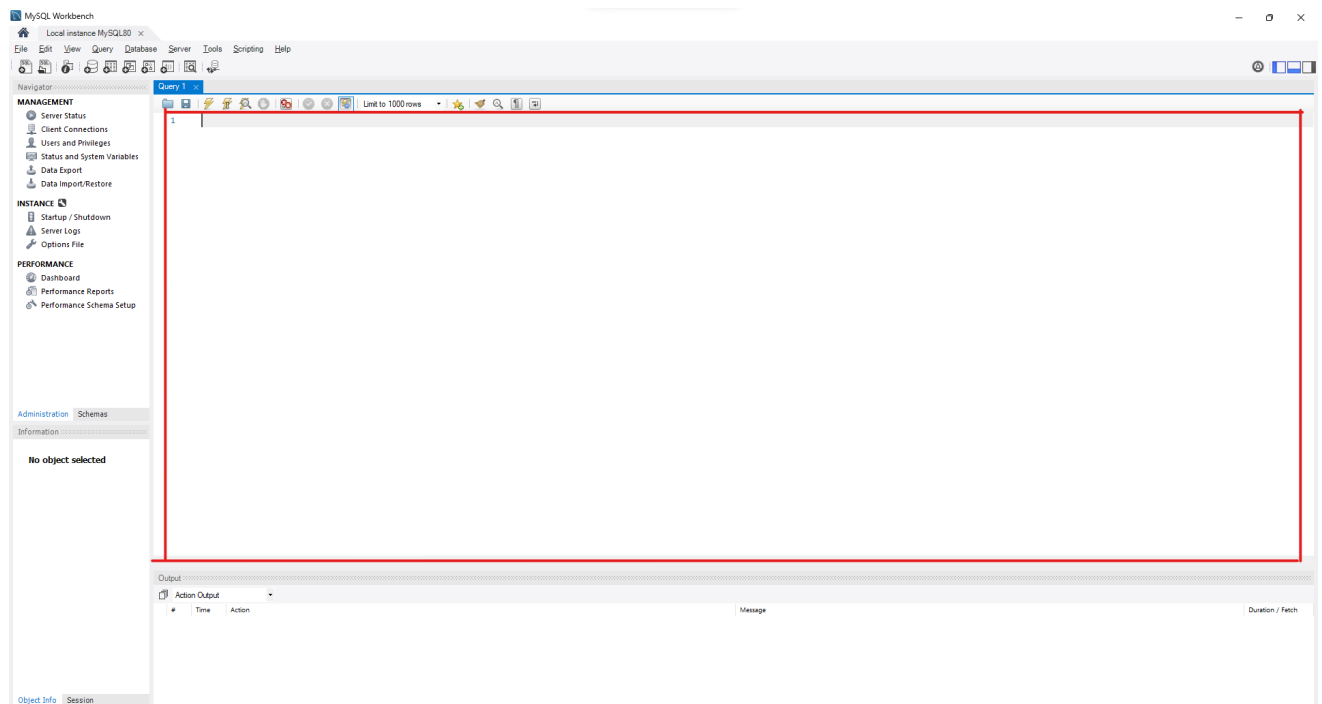 MySQL Workbench
Local instance MySQL80
File Edit View Query Database Server Tools Scripting Help
Navigator
Query 1
MANAGEMENT
Limit to 1000 rows
Server Status
1
Client Connections
Users and Privileges
Status and System Variables
Data Export
Data Import/Restore
INSTANCE
Startup / Shutdown
Server Logs
Options File
PERFORMANCE
Dashboard
Performance Reports
Performance Schema Setup
Administration Schemas
Information
No object selected
Output
Action Output
# Time Action Message Duration / Fetch
Object Info Session